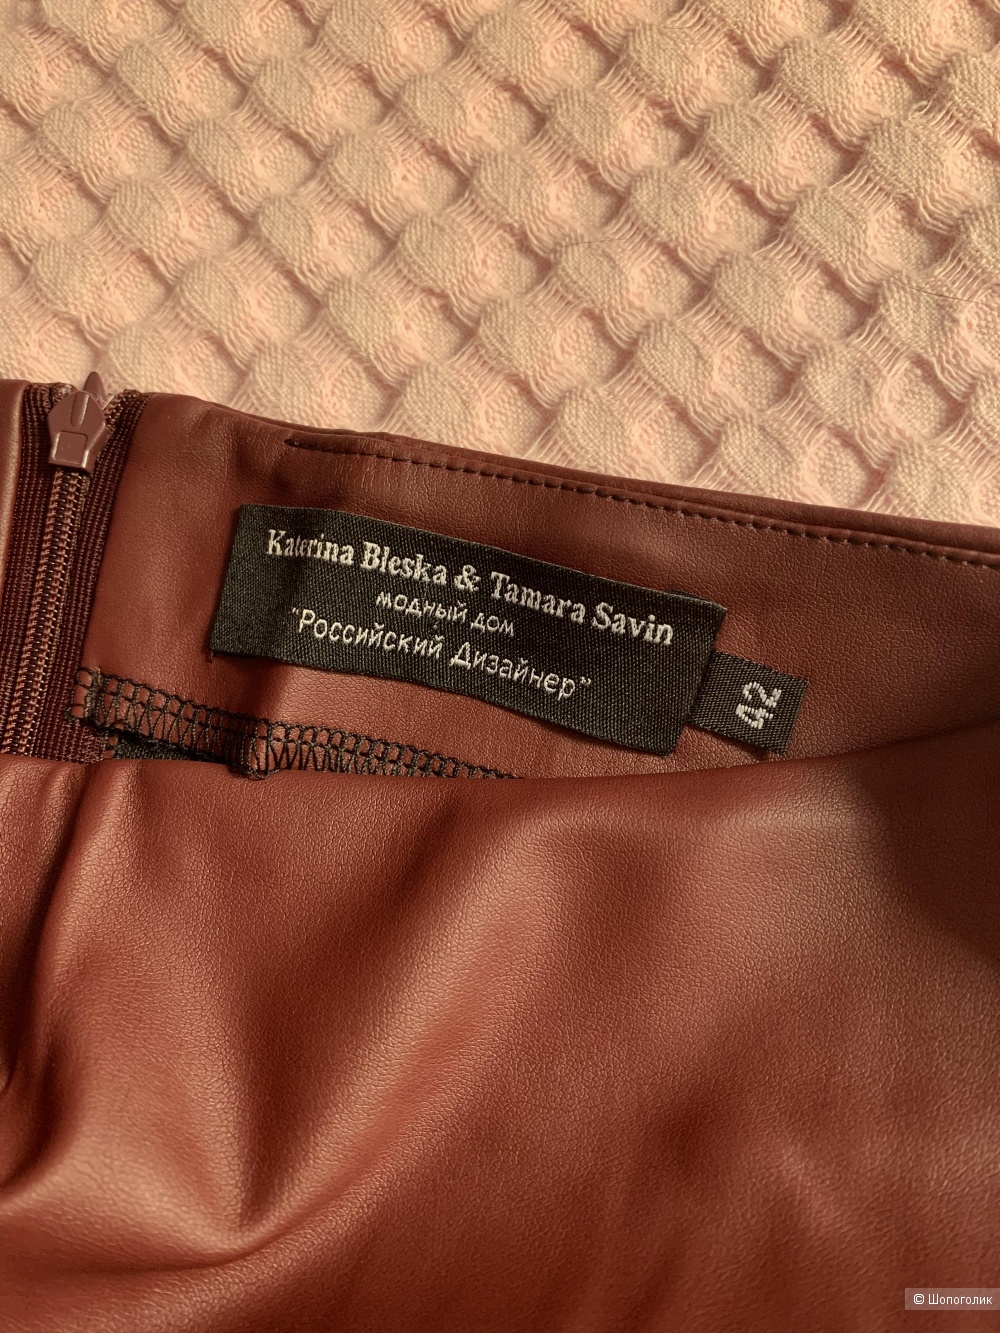 Katerina Bleska & Tamara Savin
модный дом
"Российский Дизайнер"
42
© Шопоголик